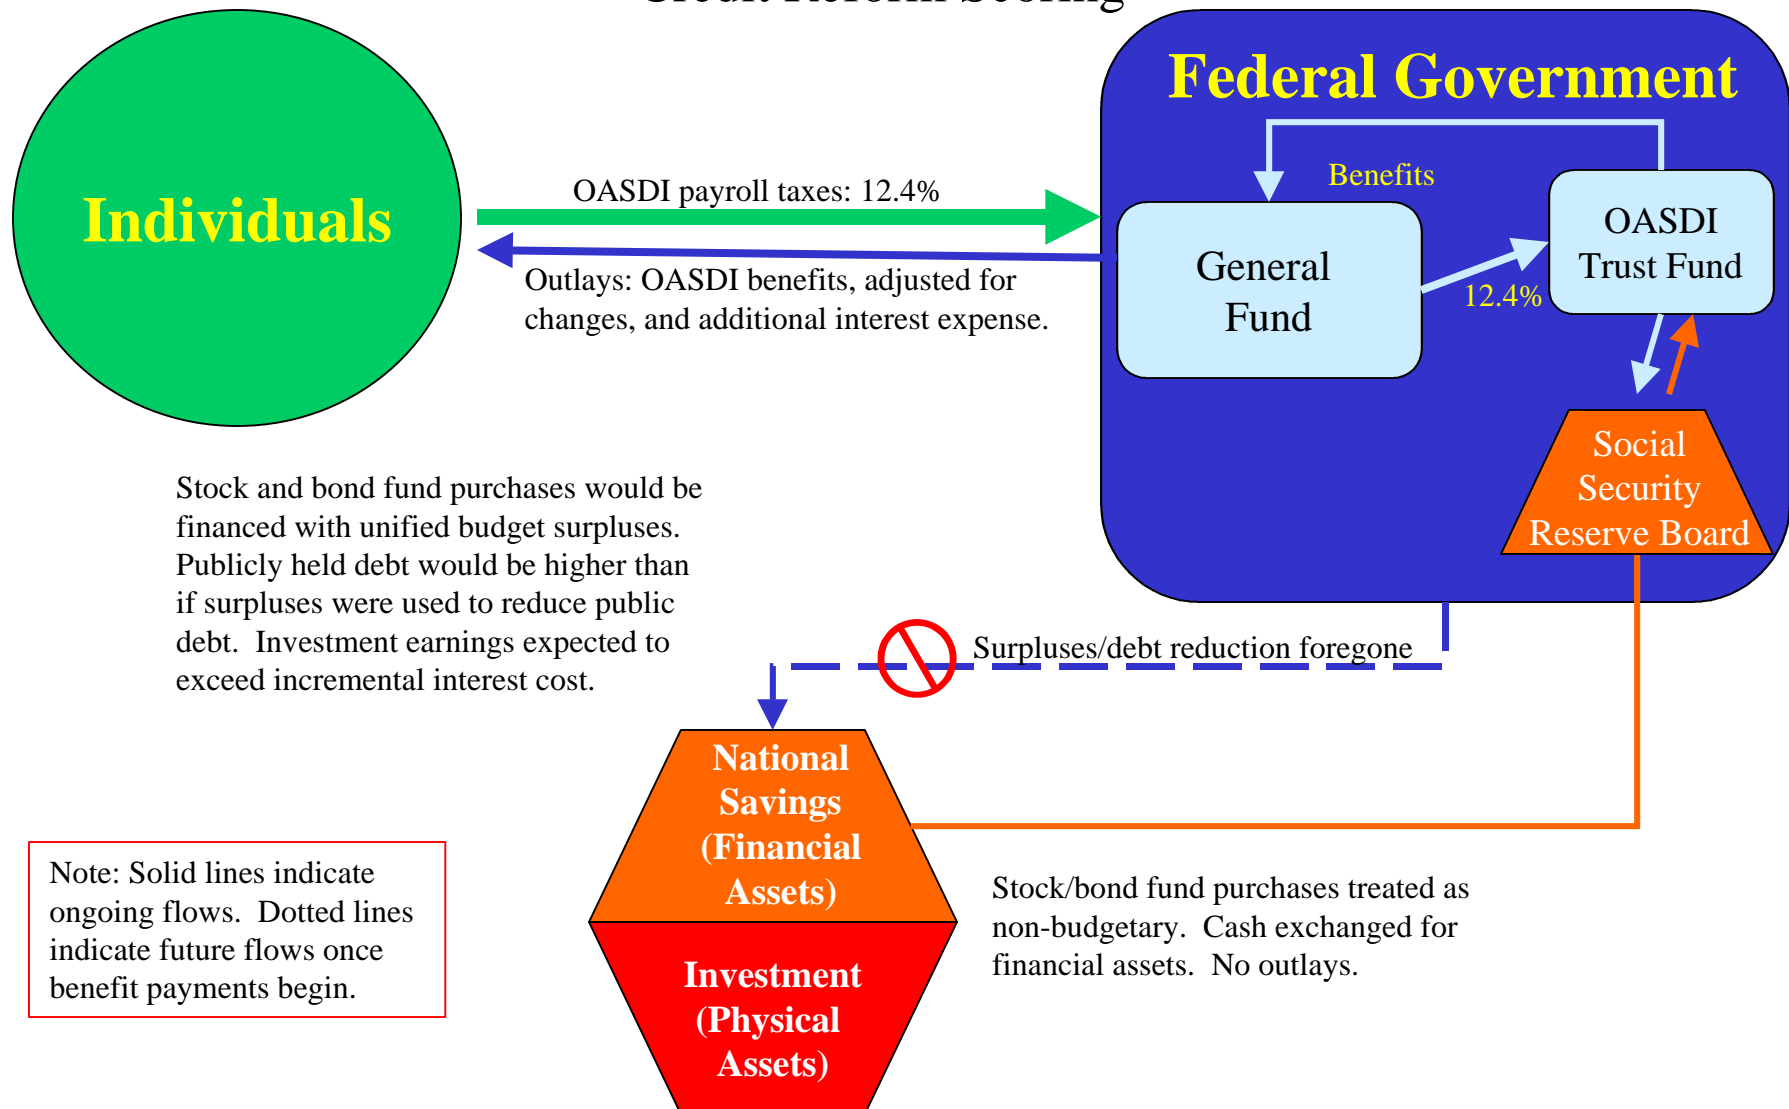 Credit Reform Scoring
Federal Government
Individuals
OASDI payroll taxes: 12.4%
Benefits
OASDI
Trust Fund
General
Fund
12.4%
Outlays: OASDI benefits, adjusted for
changes, and additional interest expense.
Social
Security
Reserve Board
Stock and bond fund purchases would be
financed with unified budget surpluses.
Publicly held debt would be higher than
if surpluses were used to reduce public
debt.  Investment earnings expected to
exceed incremental interest cost.
Surpluses/debt reduction foregone
National
Savings
(Financial
Assets)
Note: Solid lines indicate
ongoing flows.  Dotted lines
indicate future flows once
benefit payments begin.
Stock/bond fund purchases treated as
non-budgetary.  Cash exchanged for
financial assets.  No outlays.
Investment
(Physical
Assets)